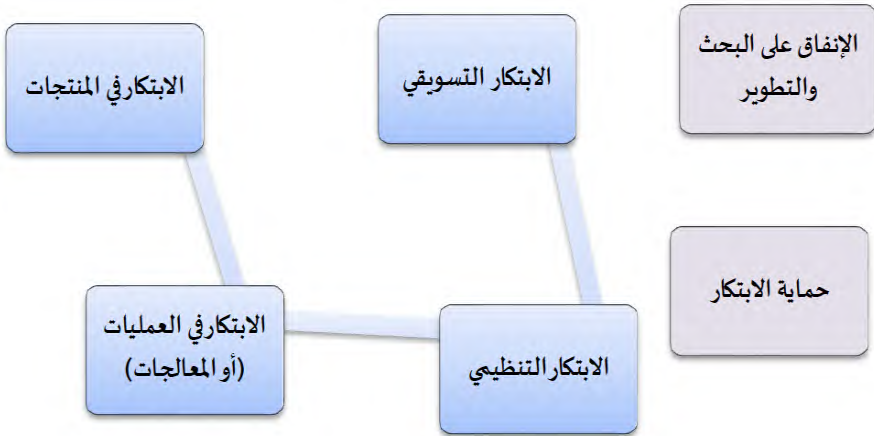 الإنفاق على البحث
والتطوير
الابتكار التسويقي
الابتكار في المنتجات
حماية الابتكار
الابتكار التنظيمي
الابتكار في العمليات
(أو المعالجات)